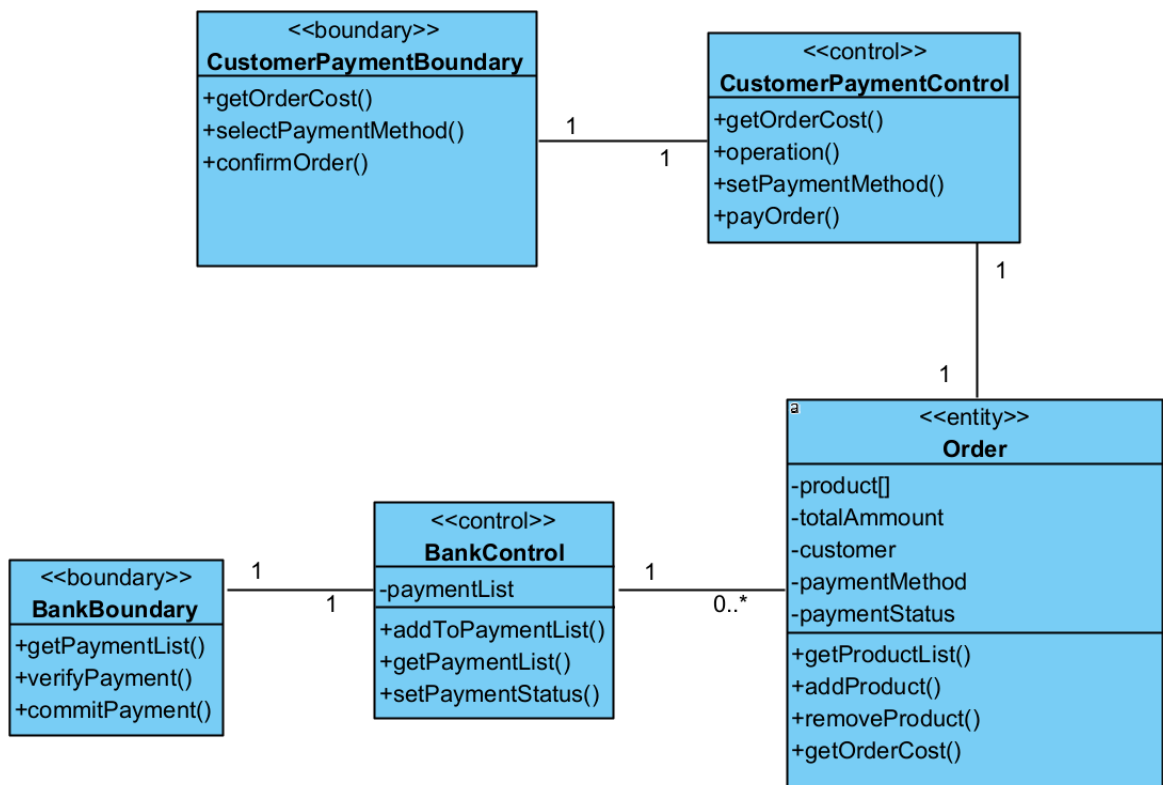 <<boundary>>
CustomerPaymentBoundary
+getOrderCost()
+selectPaymentMethod()
+confirmOrder()
<<control>>
CustomerPaymentControl
+getOrderCost()
+operation()
+setPaymentMethod()
+payOrder()
1
1
1
1
a
<<entity>>
Order
-product[]
-totalAmmount
-customer
-paymentMethod
-paymentStatus
+getProductList()
+addProduct()
+removeProduct()
+getOrderCost()
<<control>>
BankControl
-paymentList
+addToPaymentList()
+getPaymentList()
+setPaymentStatus()
1
0..*
<<boundary>>
BankBoundary
+getPaymentList()
+verifyPayment()
+commitPayment()
1
1